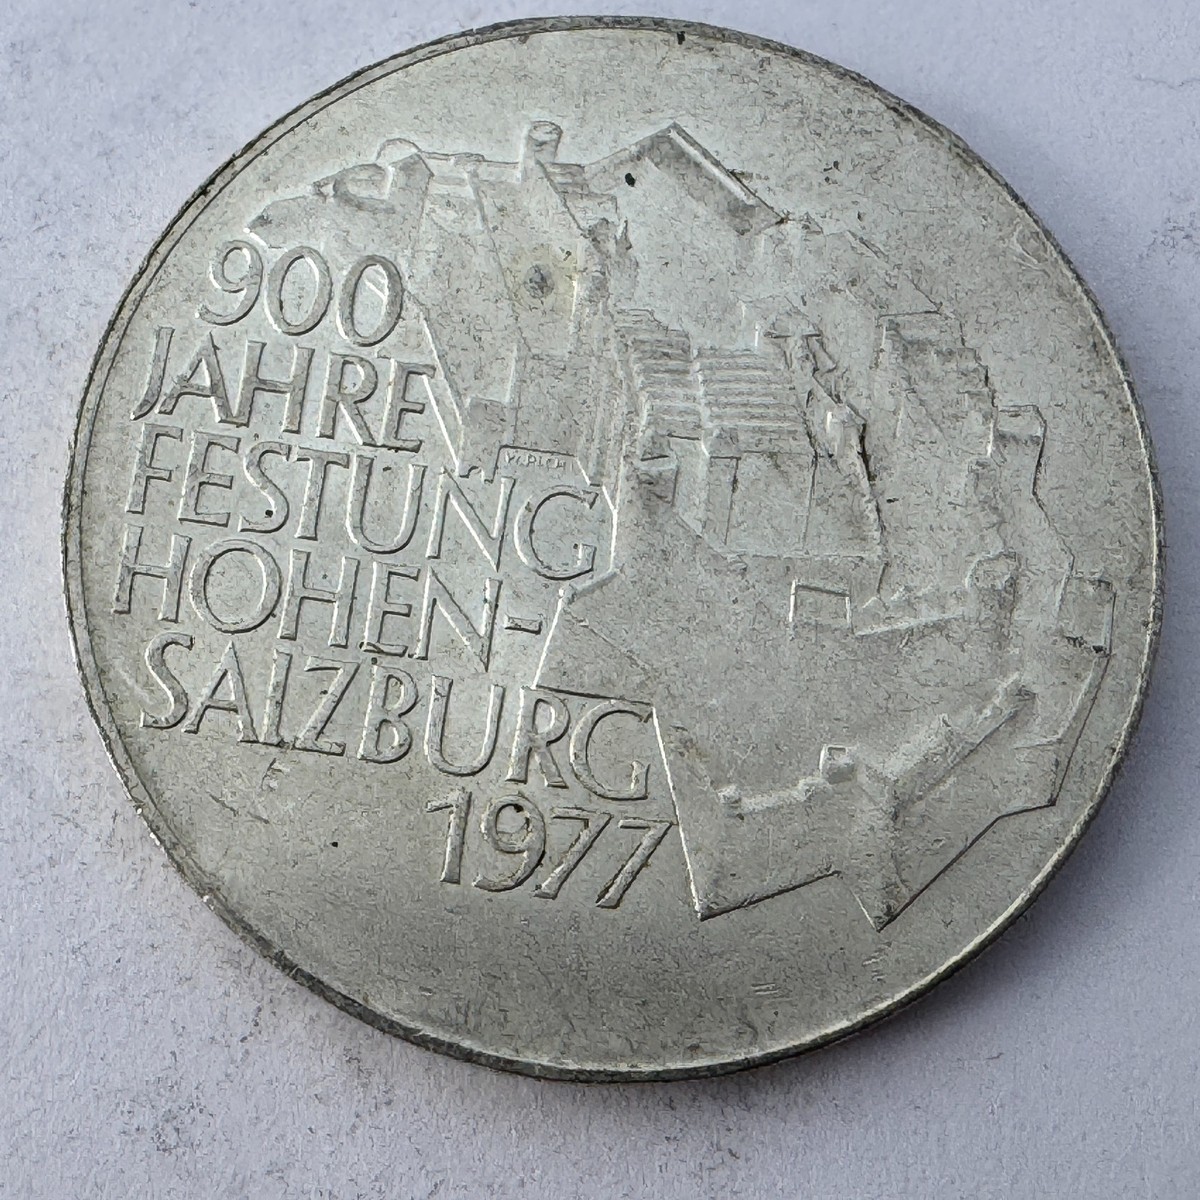 900
JAHRE
FESTUNG
HOHEN-
SALZBURG
1977